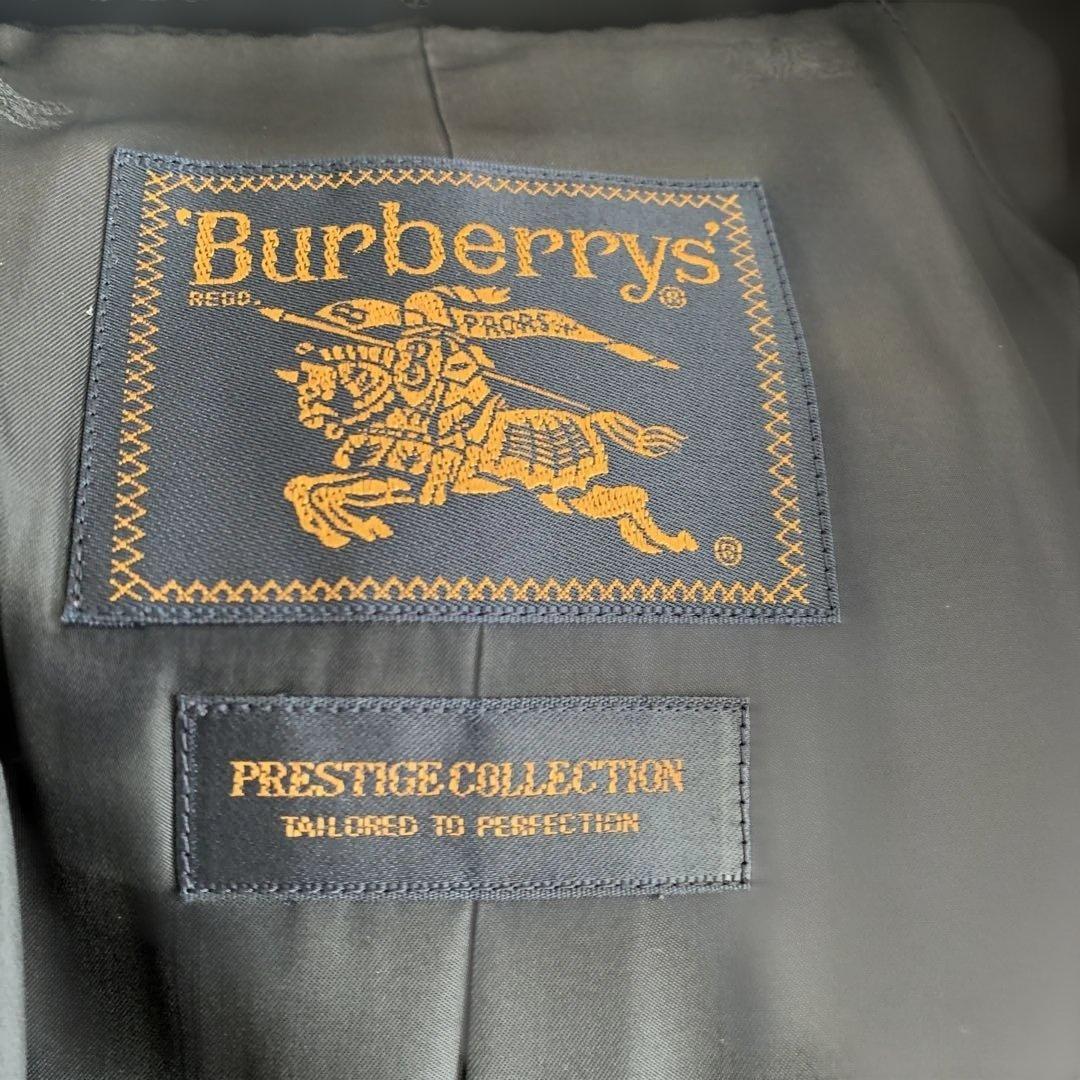 'Burberrys'
REGD. ®
B PRORSUM
®
PRESTIGE COLLECTION
TAILORED TO PERFECTION